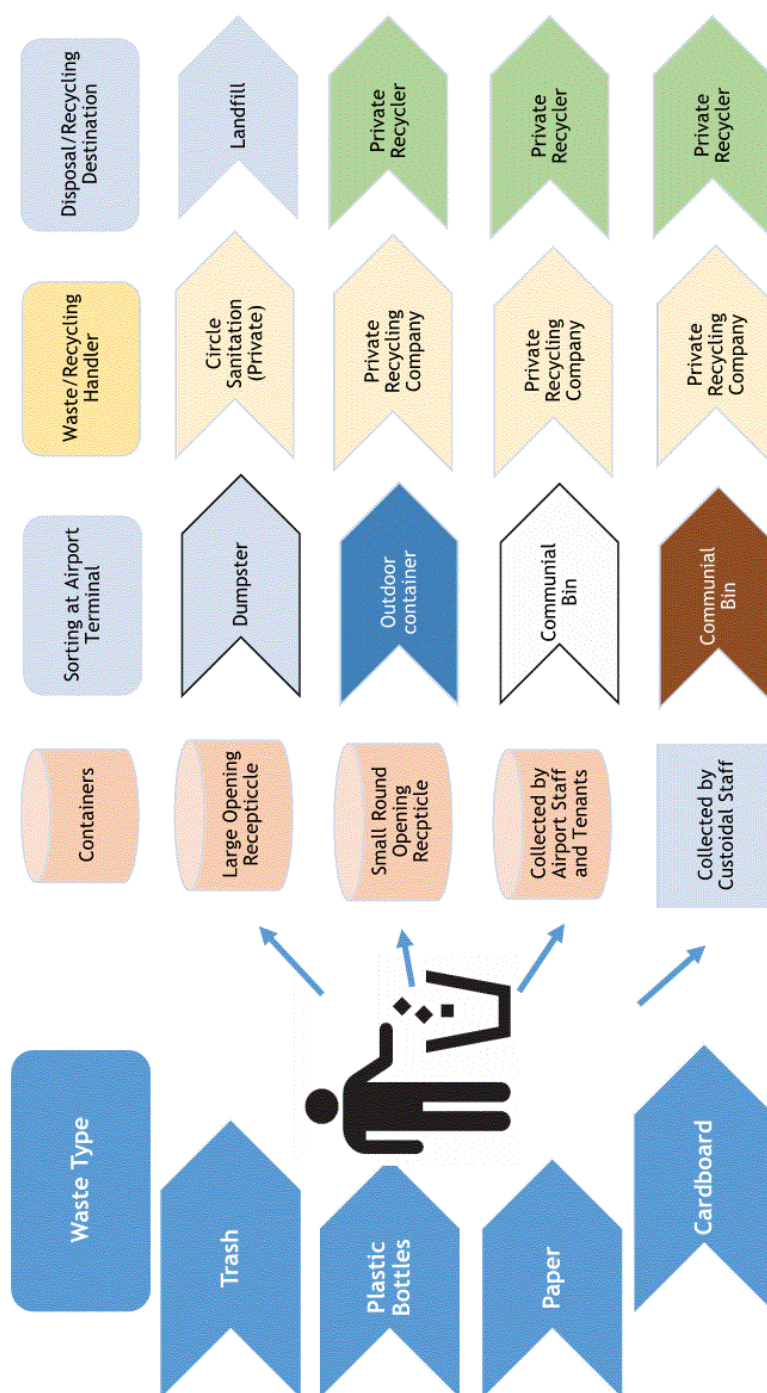 Waste Type
Containers
Sorting at Airport
Terminal
Waste/Recycling
Handler
Disposal/Recycling
Destination
Trash
Large Opening
Recepticcle
Dumpster
Circle
Sanitation
(Private)
Landfill
Plastic
Bottles
Small Round
Opening
Recpticle
Outdoor
container
Private
Recycling
Company
Private
Recycler
Paper
Collected by
Airport Staff
and Tenants
Communial
Bin
Private
Recycling
Company
Private
Recycler
Cardboard
Collected by
Custoidal Staff
Communial
Bin
Private
Recycling
Company
Private
Recycler